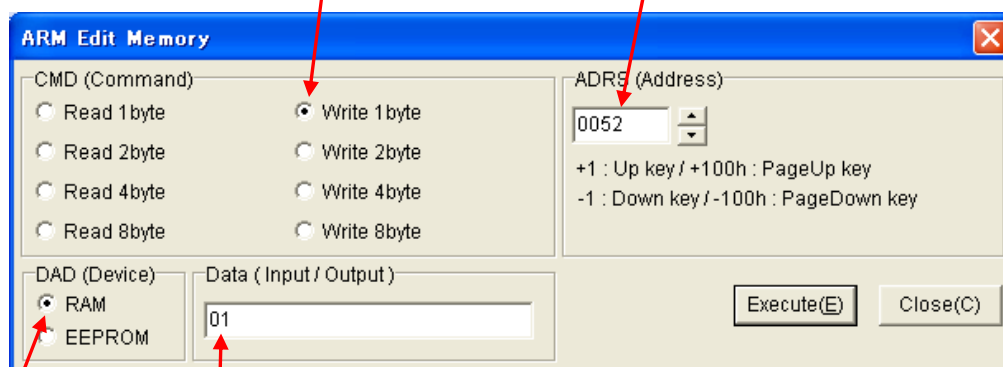 ARM Edit Memory
CMD (Command)
Read 1byte
Write 1byte
Read 2byte
Write 2byte
Read 4byte
Write 4byte
Read 8byte
Write 8byte
ADRS (Address)
0052
+1 : Up key / +100h : PageUp key
-1 : Down key / -100h : PageDown key
DAD (Device)
RAM
EEPROM
Data ( Input / Output )
01
Execute(E)
Close(C)